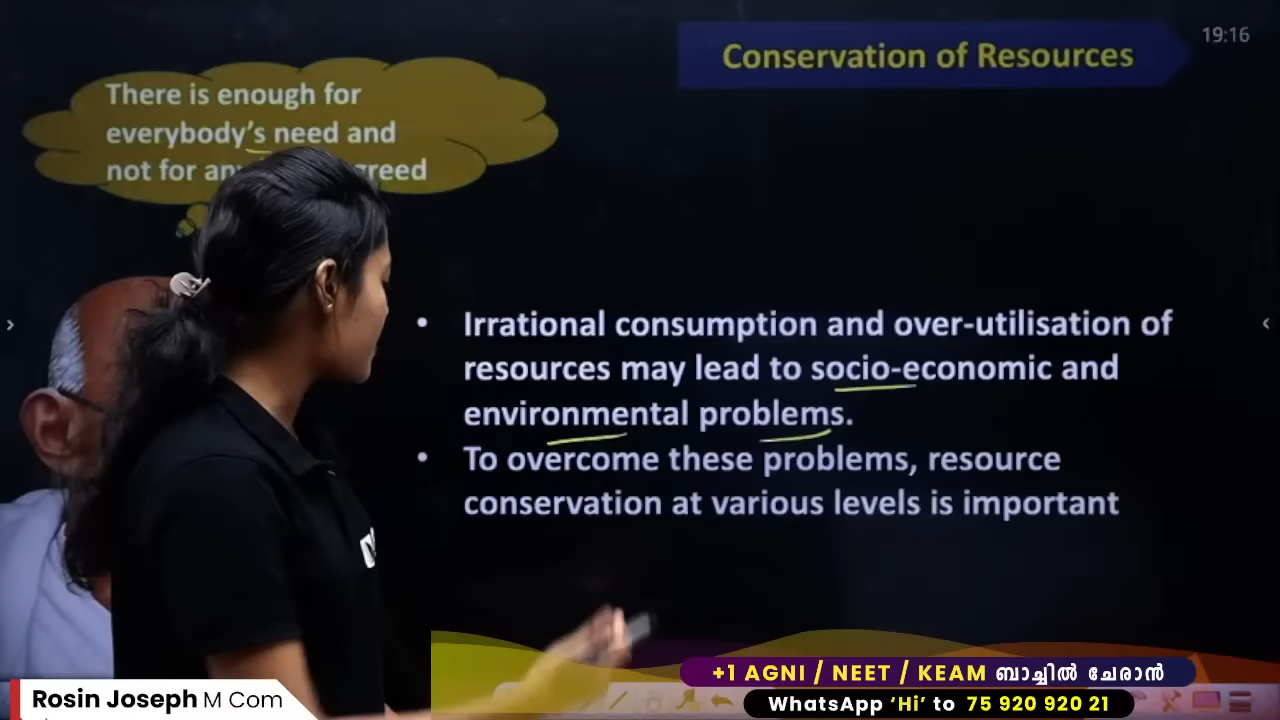 Conservation of Resources
19:16
There is enough for
everybody's need and
not for greed
• Irrational consumption and over-utilisation of
resources may lead to socio-economic and
environmental problems.
• To overcome these problems, resource
conservation at various levels is important
+1 AGNI / NEET / KEAM ബാച്ചിൽ ചേരാൻ
WhatsApp ‘Hi’ to 75 920 920 21
Rosin Joseph M Com